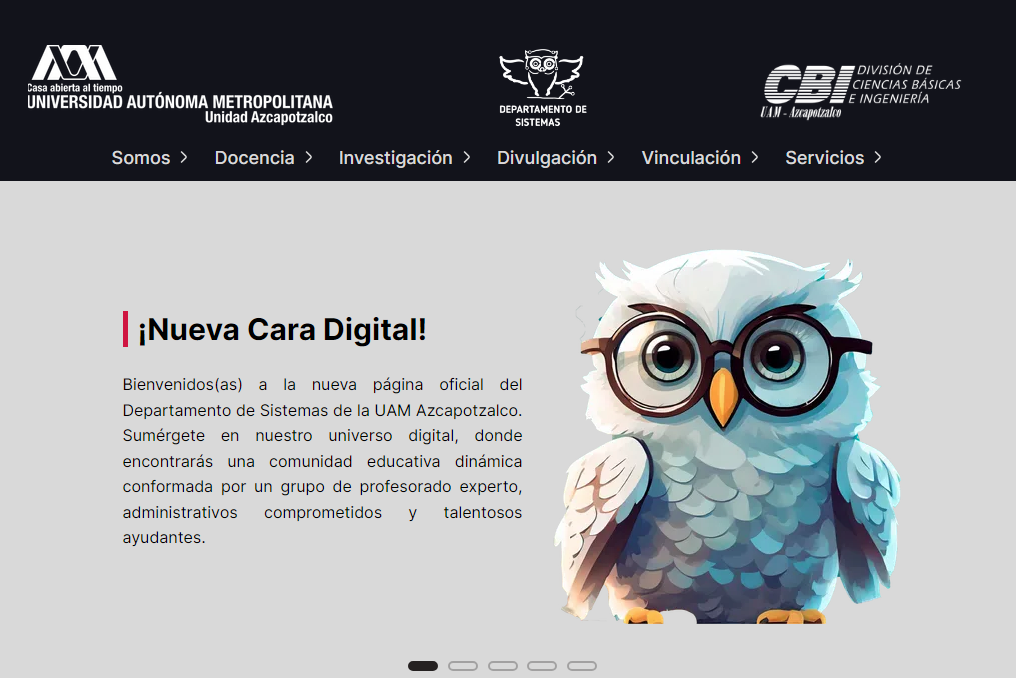 Casa abierta al tiempo
UNIVERSIDAD AUTÓNOMA METROPOLITANA
Unidad Azcapotzalco
DEPARTAMENTO DE
SISTEMAS
CBI
DIVISIÓN DE
CIENCIAS BÁSICAS
E INGENIERÍA
UAM - Azcapotzalco
Somos
Docencia
Investigación
Divulgación
Vinculación
Servicios
¡Nueva Cara Digital!
Bienvenidos(as) a la nueva página oficial del
Departamento de Sistemas de la UAM Azcapotzalco.
Sumérgete en nuestro universo digital, donde
encontrarás una comunidad educativa dinámica
conformada por un grupo de profesorado experto,
administrativos comprometidos y talentosos
ayudantes.